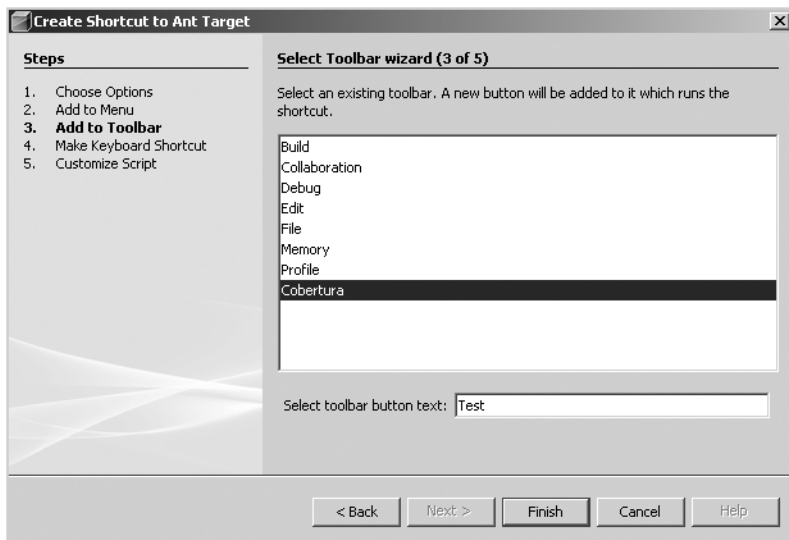 Create Shortcut to Ant Target
Steps
1. Choose Options
2. Add to Menu
3. Add to Toolbar
4. Make Keyboard Shortcut
5. Customize Script
Select Toolbar wizard (3 of 5)
Select an existing toolbar. A new button will be added to it which runs the
shortcut.
Build
Collaboration
Debug
Edit
File
Memory
Profile
Cobertura
Select toolbar button text: Test
< Back Next > Finish Cancel Help